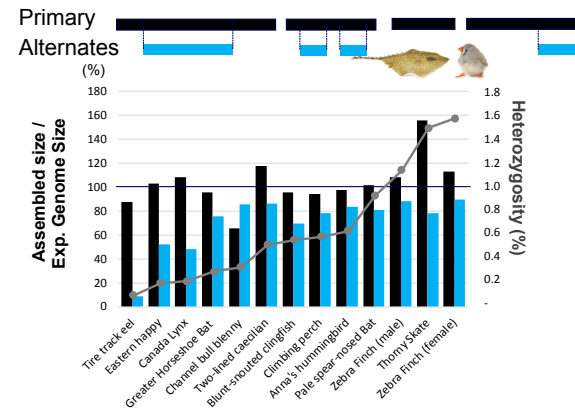 Primary
Alternates
(%)
180
160
140
120
100
80
60
40
20
0
Assembled size /
Exp. Genome Size
1.8
1.6
1.4
1.2
1.0
0.8
0.6
0.4
0.2
-
Heterozygosity (%)
Tire track eel
Eastern happy
Canada Lynx
Greater Horseshoe Bat
Channel bull blenny
Two-lined caecilian
Blunt-snouted clingfish
Climbing perch
Anna's hummingbird
Pale spear-nosed Bat
Zebra Finch (male)
Thorny Skate
Zebra Finch (female)